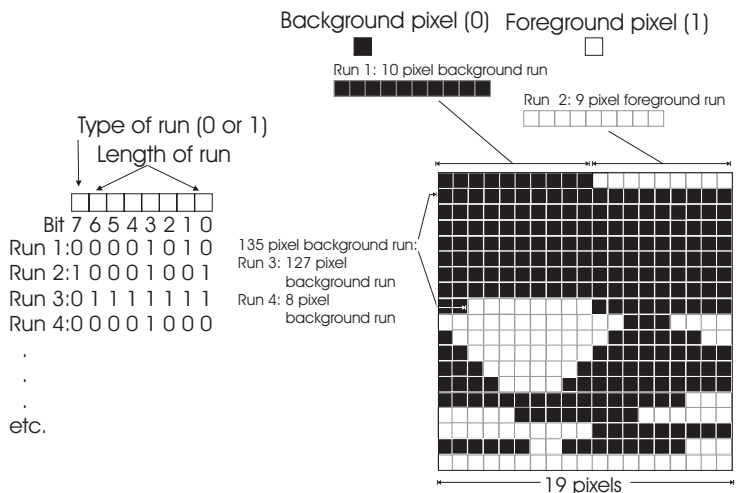 Background pixel (0) Foreground pixel (1)
Run 1: 10 pixel background run
Run 2: 9 pixel foreground run
Type of run (0 or 1)
Length of run
Bit 7 6 5 4 3 2 1 0
Run 1:0 0 0 0 1 0 1 0
Run 2:1 0 0 0 1 0 0 1
Run 3:0 1 1 1 1 1 1 1
Run 4:0 0 0 0 1 0 0 0
.
.
.
etc.
135 pixel background run:
Run 3: 127 pixel
background run
Run 4: 8 pixel
background run
19 pixels